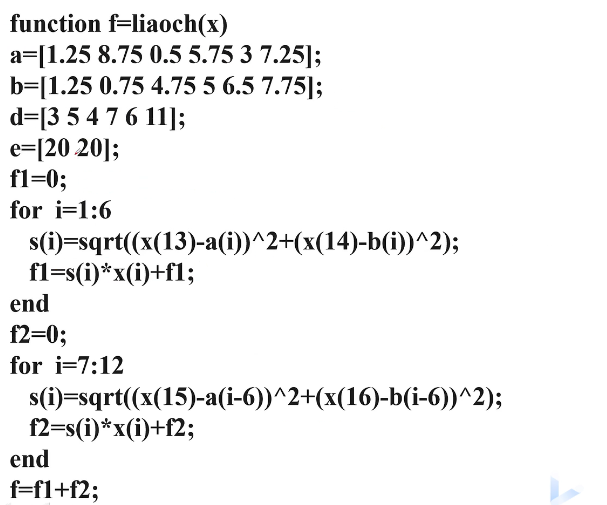 function f=liaoch(x)
a=[1.25 8.75 0.5 5.75 3 7.25];
b=[1.25 0.75 4.75 5 6.5 7.75];
d=[3 5 4 7 6 11];
e=[20 20];
f1=0;
for i=1:6
s(i)=sqrt((x(13)-a(i))^2+(x(14)-b(i))^2);
f1=s(i)*x(i)+f1;
end
f2=0;
for i=7:12
s(i)=sqrt((x(15)-a(i-6))^2+(x(16)-b(i-6))^2);
f2=s(i)*x(i)+f2;
end
f=f1+f2;